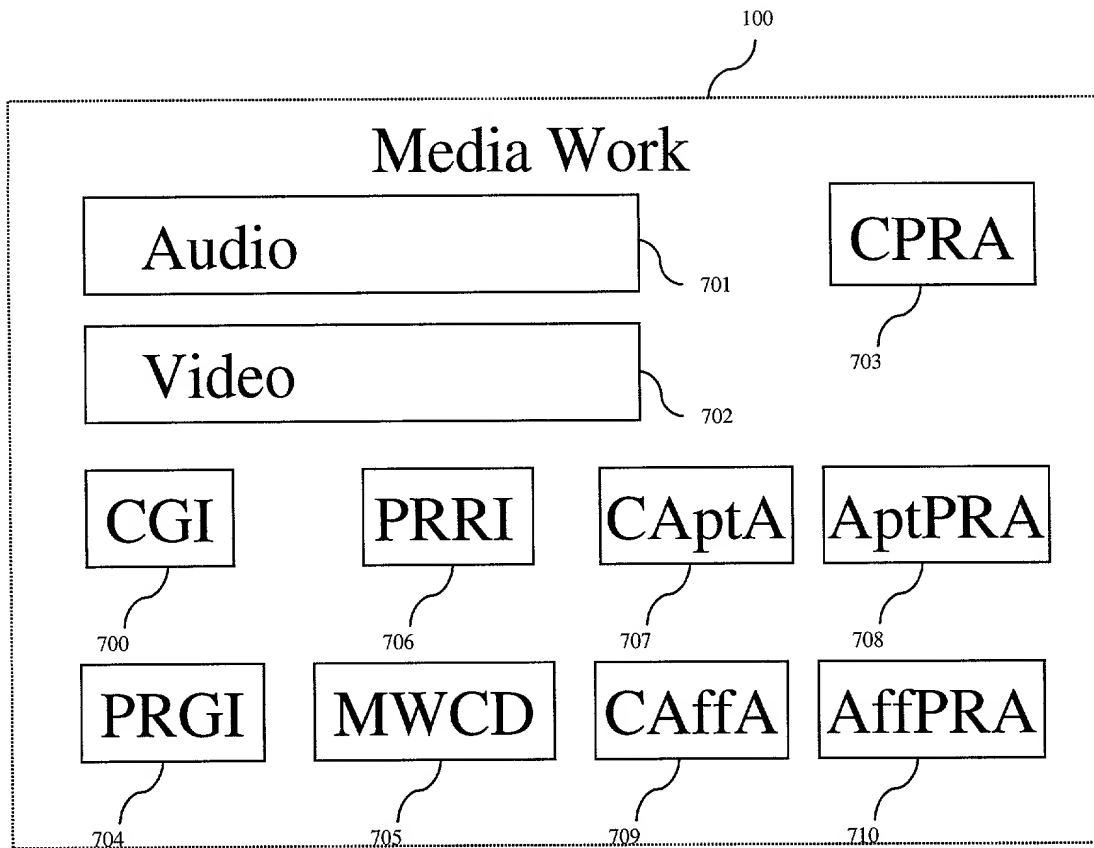 100
Media Work
Audio
701
CPRA
703
Video
702
CGI
PRRI
CAptA
AptPRA
700
706
707
708
PRGI
MWCD
CAffA
AffPRA
704
705
709
710